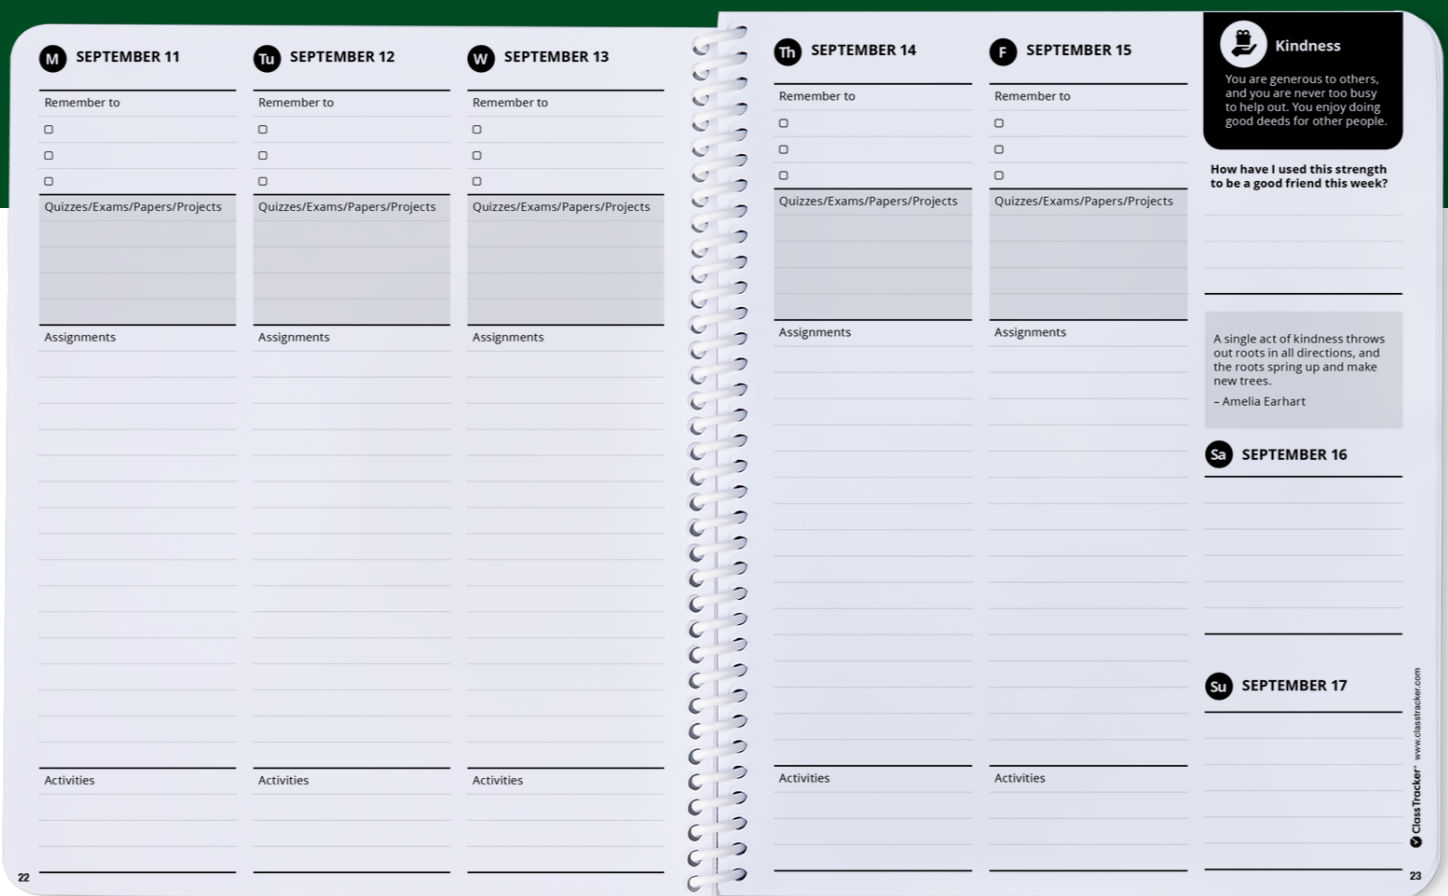 M SEPTEMBER 11
Remember to
Quizzes/Exams/Papers/Projects
Assignments
Activities
22
Tu SEPTEMBER 12
Remember to
Quizzes/Exams/Papers/Projects
Assignments
Activities
W SEPTEMBER 13
Remember to
Quizzes/Exams/Papers/Projects
Assignments
Activities
Th SEPTEMBER 14
Remember to
Quizzes/Exams/Papers/Projects
Assignments
Activities
F SEPTEMBER 15
Remember to
Quizzes/Exams/Papers/Projects
Assignments
Activities
Kindness
You are generous to others,
and you are never too busy
to help out. You enjoy doing
good deeds for other people.
How have I used this strength
to be a good friend this week?
A single act of kindness throws
out roots in all directions, and
the roots spring up and make
new trees.
– Amelia Earhart
Sa SEPTEMBER 16
Su SEPTEMBER 17
ClassTracker® www.classtracker.com
23